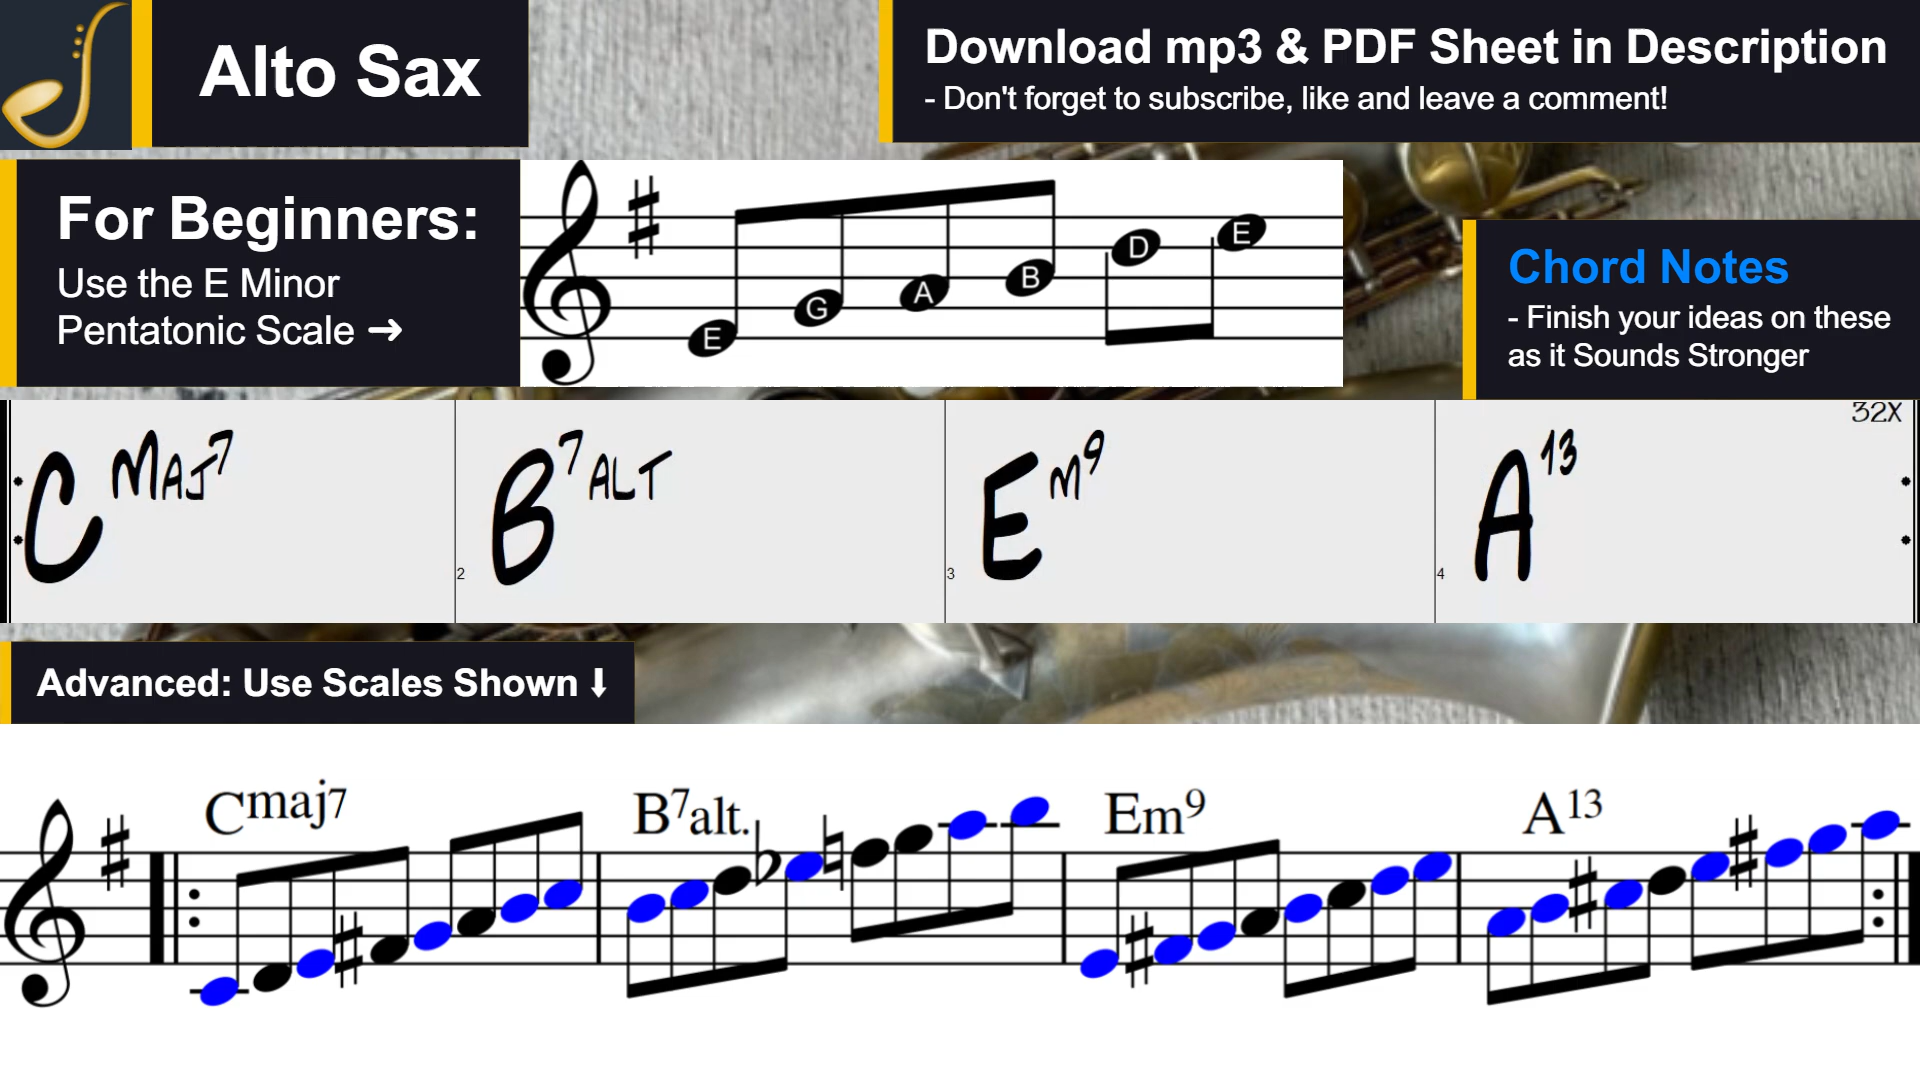 Alto Sax
Download mp3 & PDF Sheet in Description
- Don't forget to subscribe, like and leave a comment!
For Beginners:
Use the E Minor
Pentatonic Scale →
E G A B D E
Chord Notes
- Finish your ideas on these
as it Sounds Stronger
32X
C MAJ7 B7ALT EM9 A13
2 3 4
Advanced: Use Scales Shown ⬇
Cmaj7 B7alt. Em9 A13